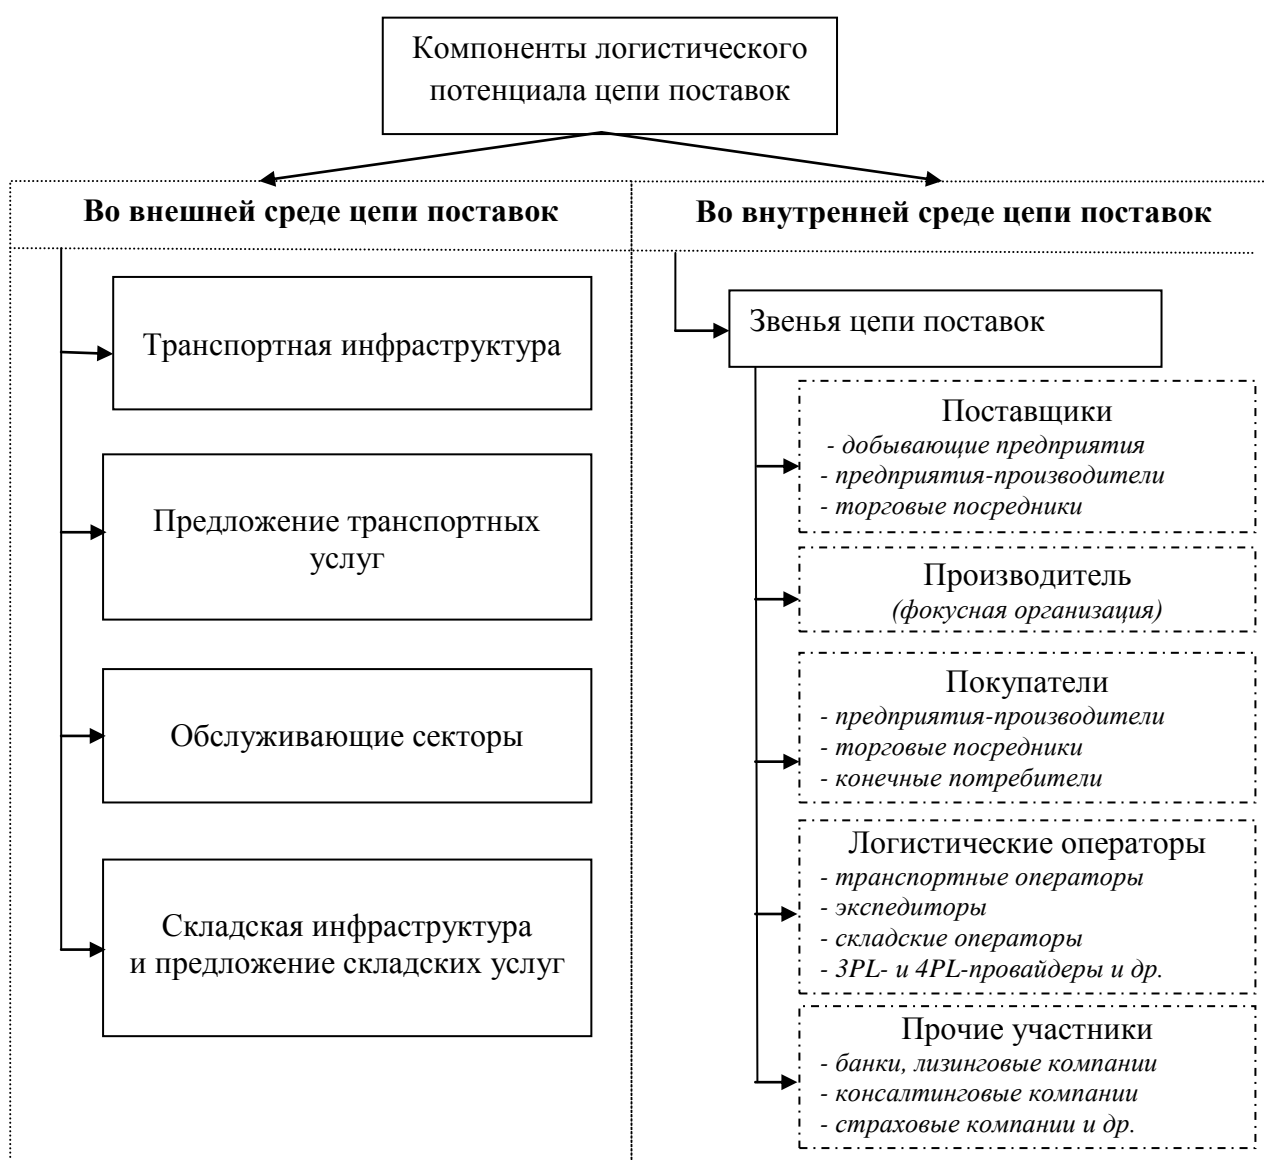 Компоненты логистического
потенциала цепи поставок
Во внешней среде цепи поставок
Транспортная инфраструктура
Предложение транспортных
услуг
Обслуживающие секторы
Складская инфраструктура
и предложение складских услуг
Во внутренней среде цепи поставок
Звенья цепи поставок
Поставщики
- добывающие предприятия
- предприятия-производители
- торговые посредники
Производитель
(фокусная организация)
Покупатели
- предприятия-производители
- торговые посредники
- конечные потребители
Логистические операторы
- транспортные операторы
- экспедиторы
- складские операторы
- 3PL- и 4PL-провайдеры и др.
Прочие участники
- банки, лизинговые компании
- консалтинговые компании
- страховые компании и др.